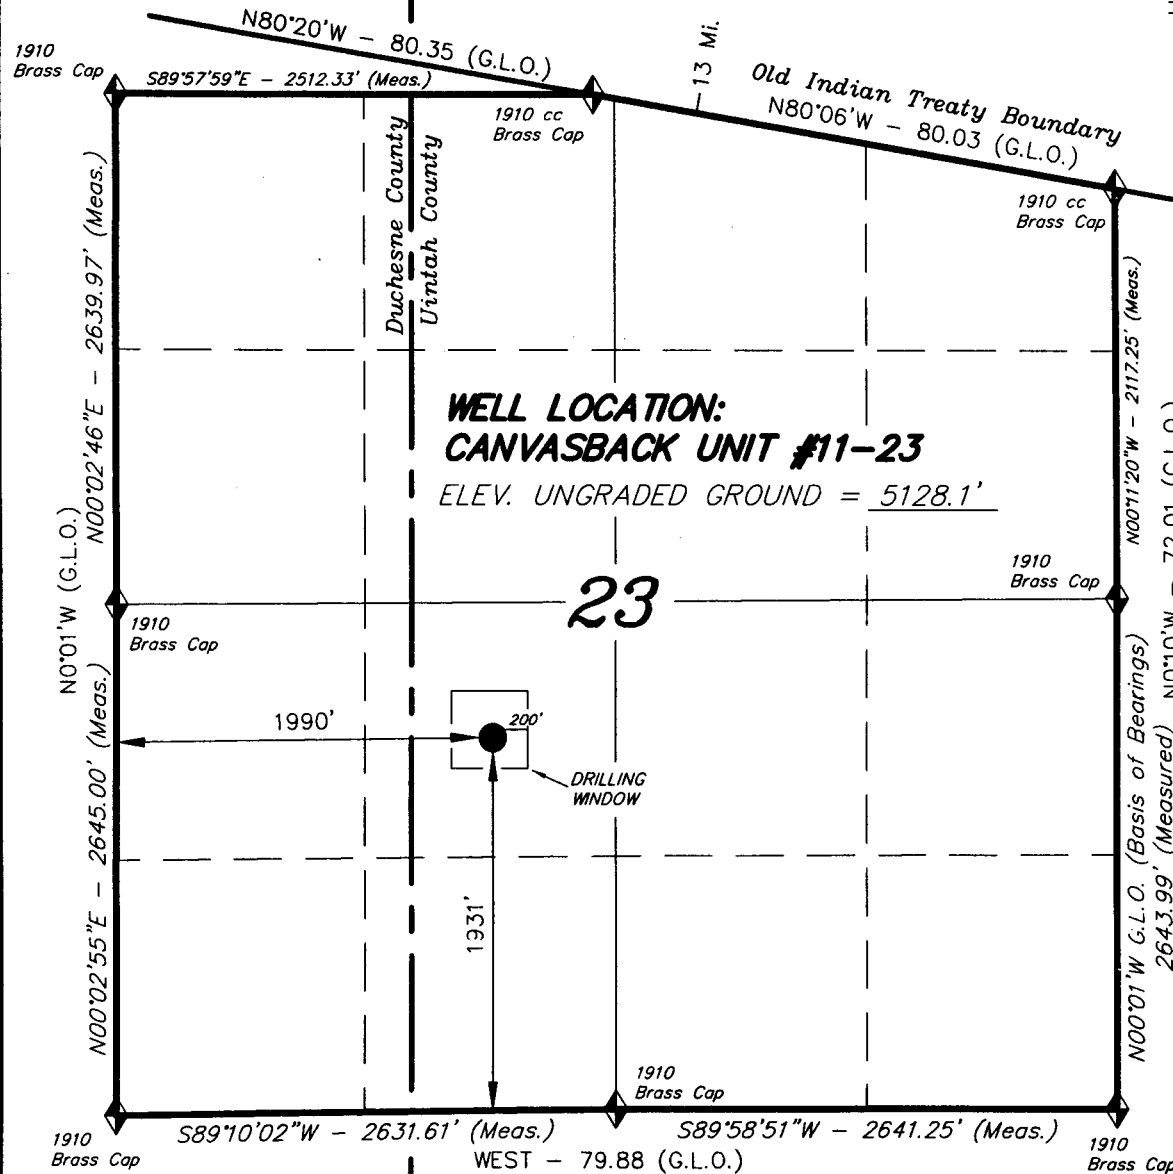 N80°20'W - 80.35 (G.L.O.)
13 Mi.
Old Indian Treaty Boundary
N80°06'W - 80.03 (G.L.O.)
1910
Brass Cap
S89°57'59"E - 2512.33' (Meas.)
1910 cc
Brass Cap
1910 cc
Brass Cap
Duchesne County
Uintah County
N00°02'46"E - 2639.97' (Meas.)
N00°11'20"W - 2117.25' (Meas.)
WELL LOCATION:
CANVASBACK UNIT #11-23
ELEV. UNGRADED GROUND = 5128.1'
N0°01'W (G.L.O.)
1910
Brass Cap
23
1910
Brass Cap
N0°10'W - 72.01 (G.L.O.)
1990'
200'
DRILLING
WINDOW
1931'
N00°02'55"E - 2645.00' (Meas.)
N00°01'W G.L.O. (Basis of Bearings)
2643.99' (Measured)
1910
Brass Cap
1910
Brass Cap
S89°10'02"W - 2631.61' (Meas.)
S89°58'51"W - 2641.25' (Meas.)
WEST - 79.88 (G.L.O.)
1910
Brass Cap